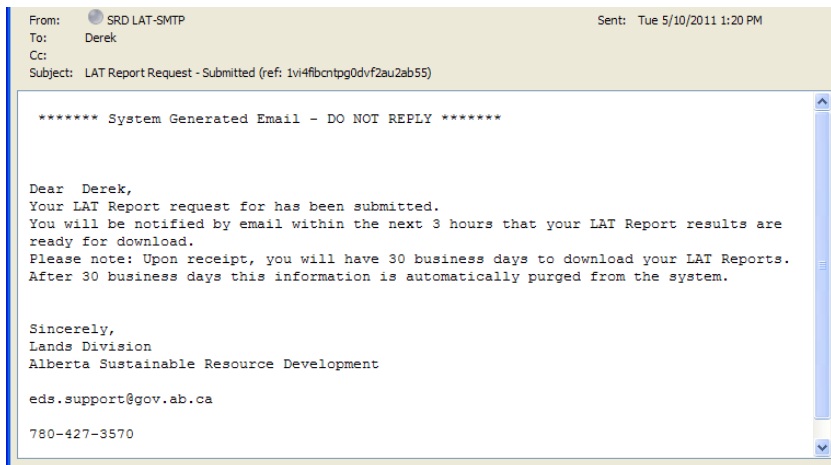 From: SRD LAT-SMTP Sent: Tue 5/10/2011 1:20 PM
To: Derek
Cc:
Subject: LAT Report Request - Submitted (ref: 1vi4flbcntpg0dvf2au2ab55)
******* System Generated Email - DO NOT REPLY *******
Dear  Derek,
Your LAT Report request for has been submitted.
You will be notified by email within the next 3 hours that your LAT Report results are
ready for download.
Please note: Upon receipt, you will have 30 business days to download your LAT Reports.
After 30 business days this information is automatically purged from the system.
Sincerely,
Lands Division
Alberta Sustainable Resource Development
eds.support@gov.ab.ca
780-427-3570